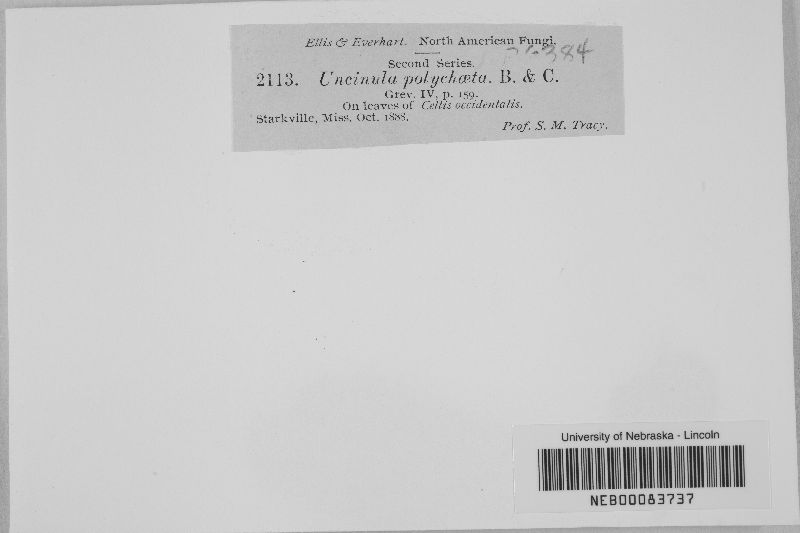 Ellis & Everhart. North American Fungi.
384
Second Series.
2113. Uncinula polychæta. B. & C.
Grev. IV, p. 159.
On leaves of Celtis occidentalis.
Starkville, Miss. Oct. 1888.
Prof. S. M. Tracy.
University of Nebraska - Lincoln
NEB00083737